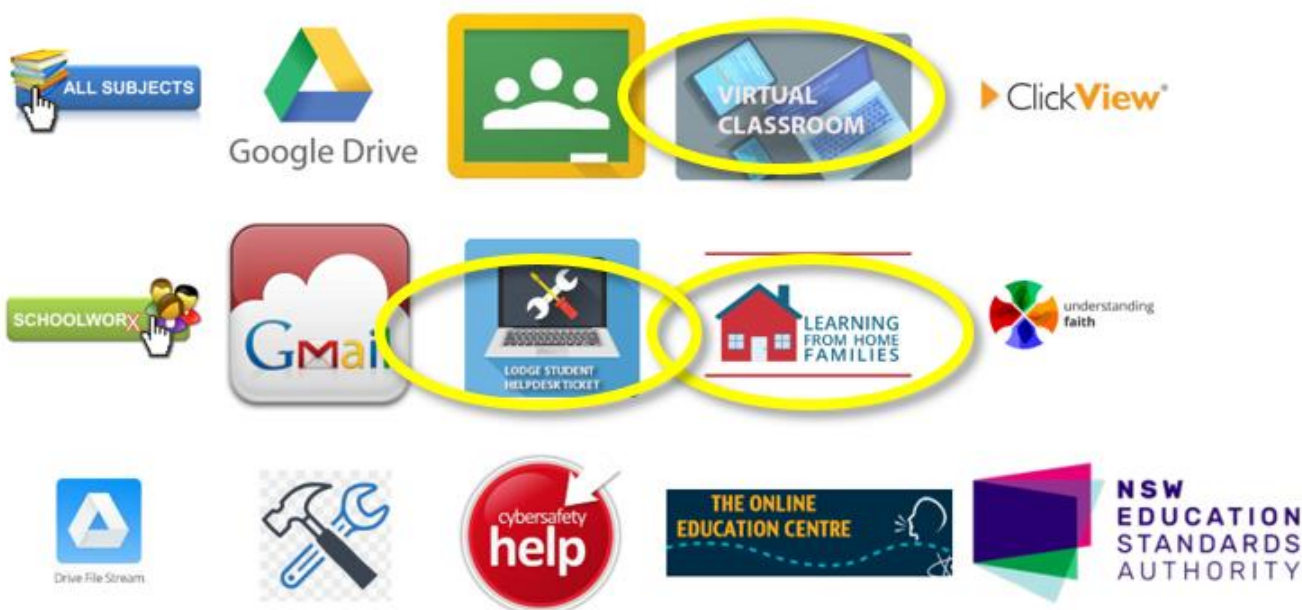 ALL SUBJECTS
Google Drive
VIRTUAL
CLASSROOM
ClickView®
SCHOOLWORX
Gmail
LODGE STUDENT
HELPDESK TICKET
LEARNING
FROM HOME
FAMILIES
understanding
faith
Drive File Stream
cybersafety
help
THE ONLINE
EDUCATION CENTRE
NSW
EDUCATION
STANDARDS
AUTHORITY